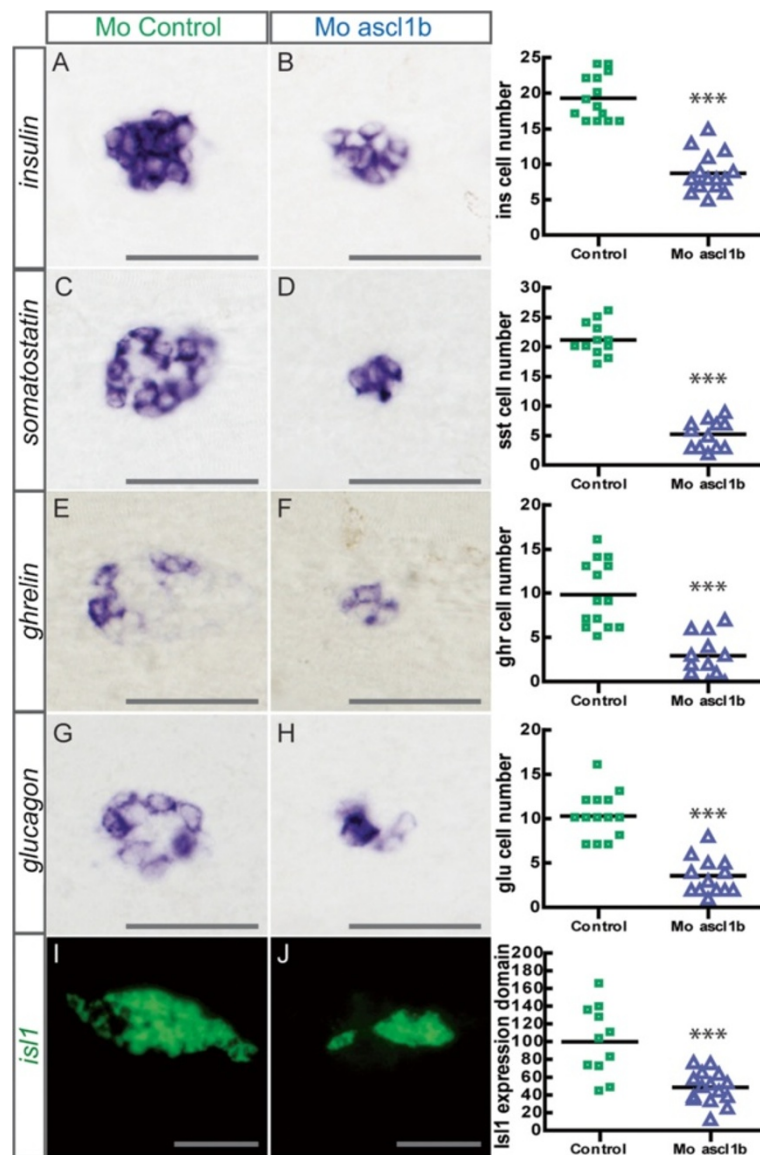 Mo Control
Mo ascl1b
insulin
A
B
ins cell number
25
20
15
10
5
0
***
Control
Mo ascl1b
somatostatin
C
D
sst cell number
30
25
20
15
10
5
0
***
Control
Mo ascl1b
ghrelin
E
F
ghr cell number
20
15
10
5
0
***
Control
Mo ascl1b
glucagon
G
H
glu cell number
20
15
10
5
0
***
Control
Mo ascl1b
isl1
I
J
Isl1 expression domain
200
180
160
140
120
100
80
60
40
20
0
***
Control
Mo ascl1b